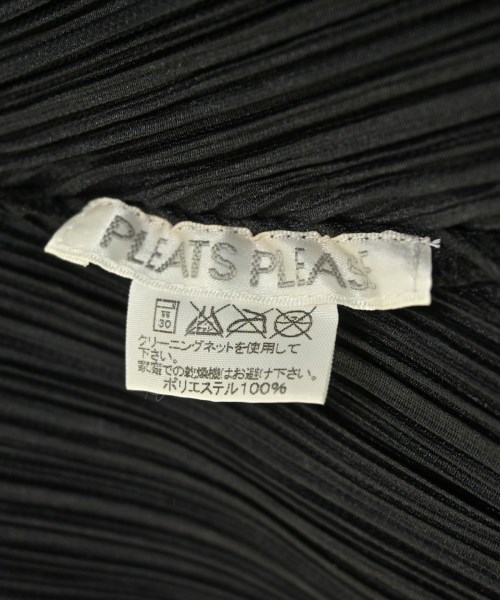 PLEATS PLEAS
弱
30
クリーニングネットを使用して
下さい。
家庭での乾燥機はお避け下さい。
ポリエステル100%